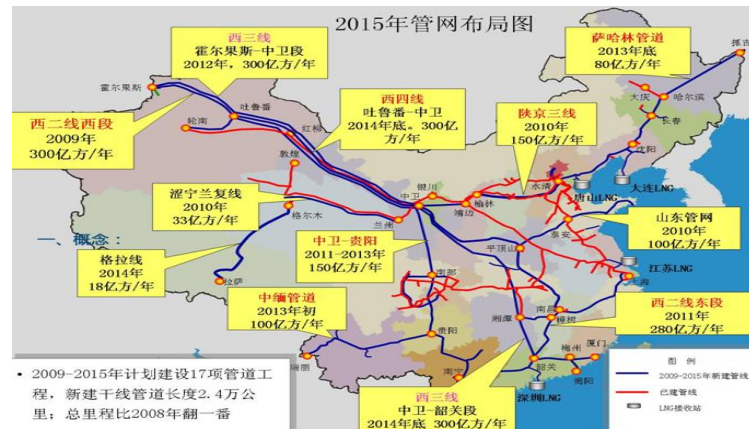 2015年管网布局图
西三线
霍尔果斯-中卫段
2012年，300亿方/年
萨哈林管道
2013年底
80亿方/年
抚吉
霍尔果斯
大庆
哈尔滨
长春
西二线西段
2009年
300亿方/年
轮南
吐鲁番
红柳
西四线
吐鲁番-中卫
2014年底。300亿
方/年
陕京三线
2010年
150亿方/年
沈阳
敦煌
永清
大连LNG
唐山LNG
涩宁兰复线
2010年
33亿方/年
格尔木
中卫
银川
榆林
靖边
兰州
山东管网
2010年
100亿方/年
泰安
一、概念：
格拉线
2014年
18亿方/年
拉萨
中卫-贵阳
2011-2013年
150亿方/年
平顶山
江苏LNG
上海
南部
中缅管道
2013年初
100亿方/年
西二线东段
2011年
280亿方/年
南昌
湘潭
樟树
贵阳
瑞丽
南宁
韶关
梅州
厦门
揭阳
深圳LNG
西三线
中卫-韶关段
2014年底 300亿方/年
• 2009-2015年计划建设17项管道工
程，新建干线管道长度2.4万公
里；总里程比2008年翻一番
图 例
2009-2015年新建管线
已建管线
LNG接收站